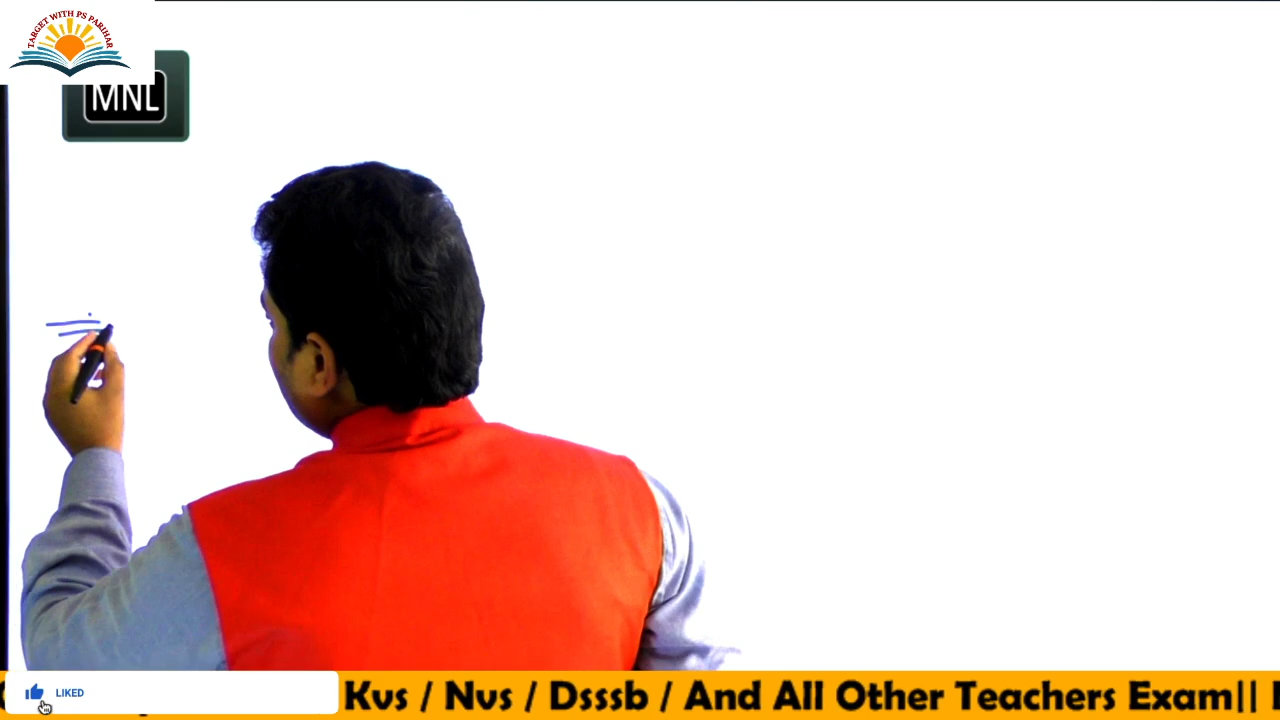 TARGET WITH PS PARIHAR
MNL
LIKED
Kvs / Nvs / Dsssb / And All Other Teachers Exam||